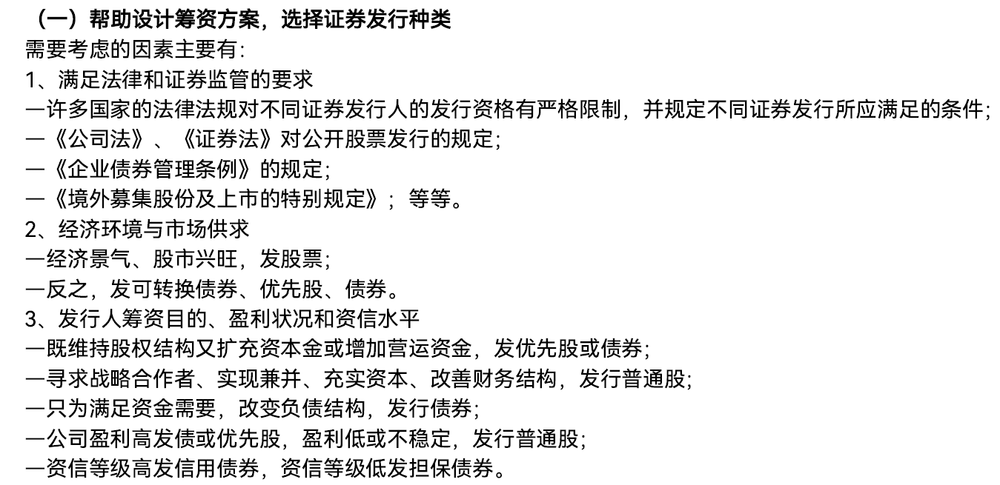 （一）帮助设计筹资方案，选择证券发行种类
需要考虑的因素主要有：
1、满足法律和证券监管的要求
—许多国家的法律法规对不同证券发行人的发行资格有严格限制，并规定不同证券发行所应满足的条件；
—《公司法》、《证券法》对公开股票发行的规定；
—《企业债券管理条例》的规定；
—《境外募集股份及上市的特别规定》；等等。
2、经济环境与市场供求
—经济景气、股市兴旺，发股票；
—反之，发可转换债券、优先股、债券。
3、发行人筹资目的、盈利状况和资信水平
—既维持股权结构又扩充资本金或增加营运资金，发优先股或债券；
—寻求战略合作者、实现兼并、充实资本、改善财务结构，发行普通股；
—只为满足资金需要，改变负债结构，发行债券；
—公司盈利高发债或优先股，盈利低或不稳定，发行普通股；
—资信等级高发信用债券，资信等级低发担保债券。